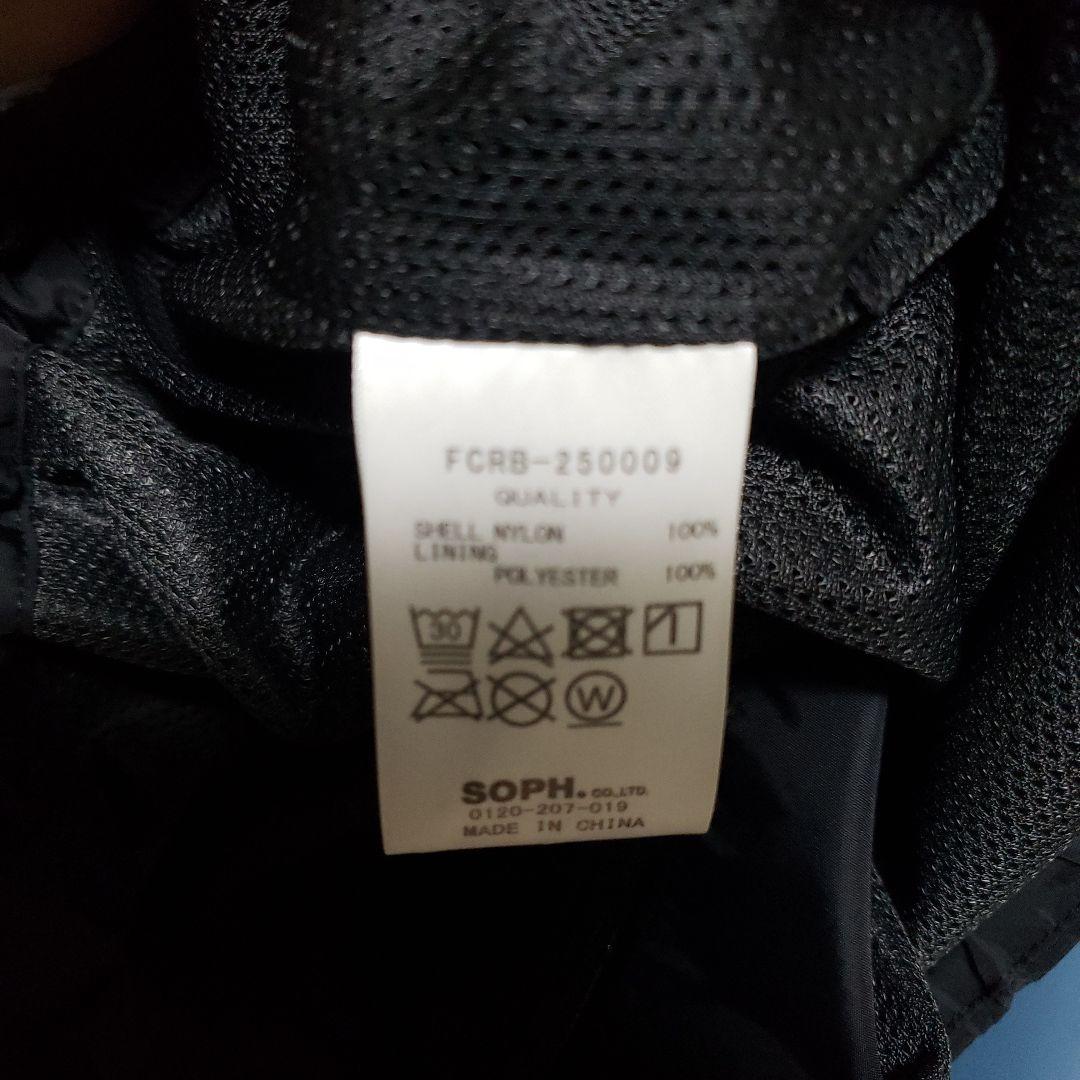 FCRB-250009
QUALITY
SHELL NYLON 100%
LINING
POLYESTER 100%
30
W
SOPH. CO.,LTD.
0120-207-019
MADE IN CHINA